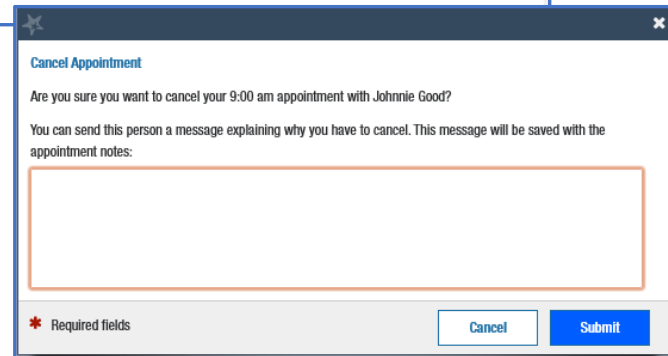 Cancel Appointment
Are you sure you want to cancel your 9:00 am appointment with Johnnie Good?
You can send this person a message explaining why you have to cancel. This message will be saved with the
appointment notes:
* Required fields
Cancel
Submit